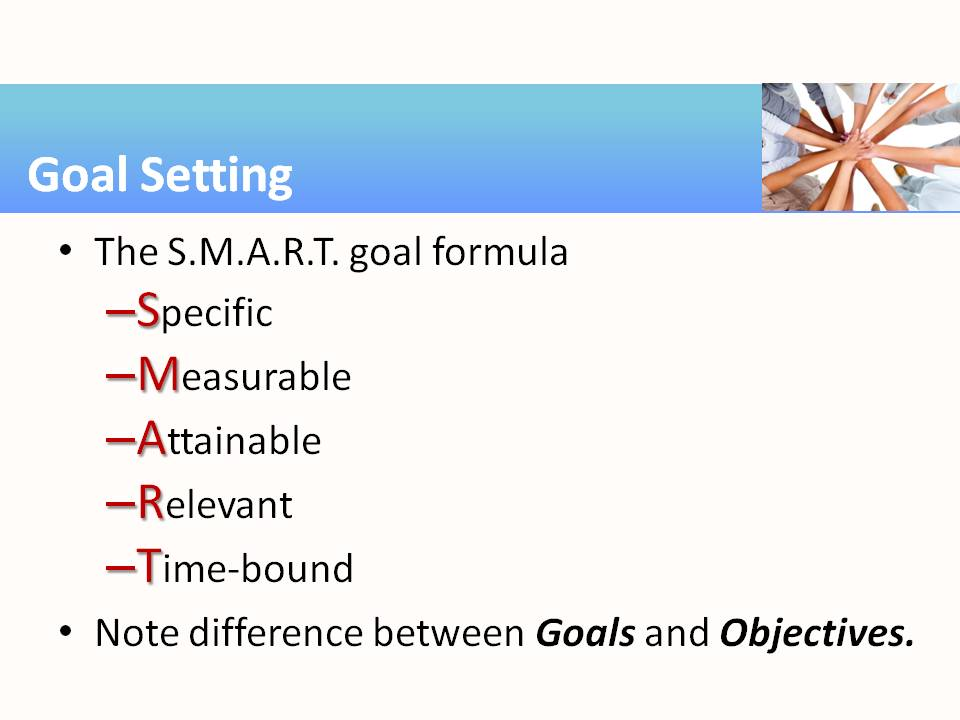 Goal Setting
• The S.M.A.R.T. goal formula
–Specific
–Measurable
–Attainable
–Relevant
–Time-bound
• Note difference between Goals and Objectives.